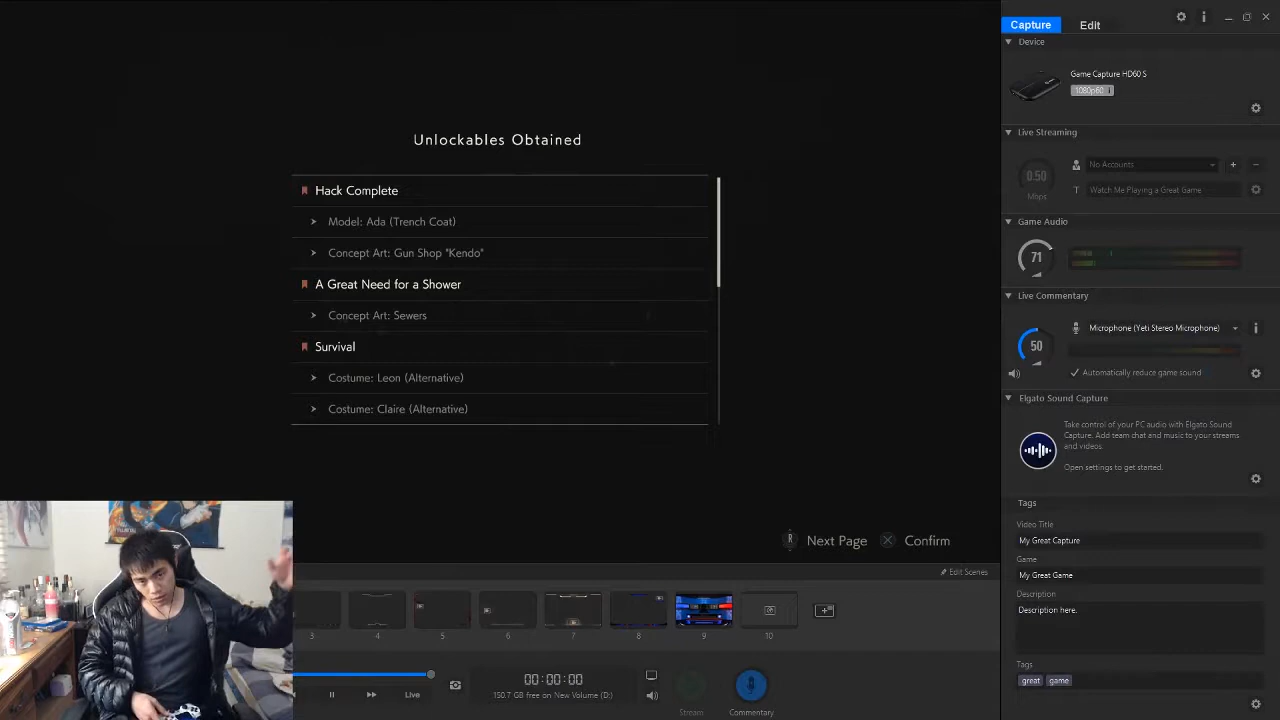 Capture
Edit
Device
Game Capture HD60 S
1080p60
Unlockables Obtained
Hack Complete
Model: Ada (Trench Coat)
Concept Art: Gun Shop "Kendo"
A Great Need for a Shower
Concept Art: Sewers
Survival
Costume: Leon (Alternative)
Costume: Claire (Alternative)
R
Next Page
Confirm
Live Streaming
0.50
Mbps
No Accounts
T
Watch Me Playing a Great Game
Game Audio
71
Live Commentary
50
Microphone (Yeti Stereo Microphone)
Automatically reduce game sound
Elgato Sound Capture
Take control of your PC audio with Elgato Sound
Capture. Add team chat and music to your streams
and videos.
Open settings to get started.
Tags
Video Title
My Great Capture
Game
My Great Game
Description
Description here.
Tags
great
game
Edit Scenes
3
4
5
6
7
8
9
10
Live
00:00:00
150.7 GB free on New Volume (D:)
Stream
Commentary